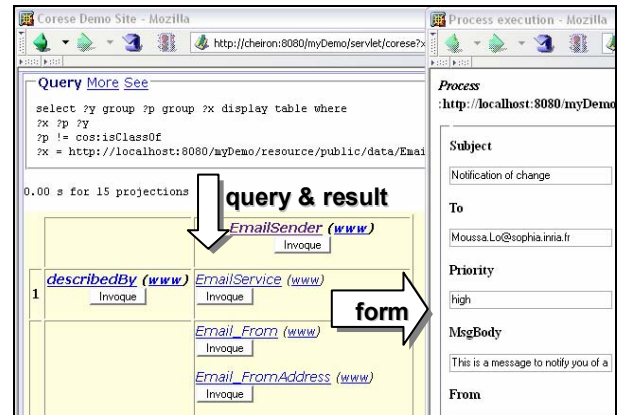 Corese Demo Site - Mozilla
http://cheiron:8080/myDemo/servlet/corese?x
Query More See
select ?y group ?p group ?x display table where
?x ?p ?y
?p != cos:isClassOf
?x = http://localhost:8080/myDemo/resource/public/data/Emai
0.00 s for 15 projections
query & result
EmailSender (www)
Invoque
1
describedBy (www)
Invoque
EmailService (www)
Invoque
Email_From (www)
Invoque
Email_FromAddress (www)
Invoque
form
Process execution - Mozilla
Process
:http://localhost:8080/myDemo
Subject
Notification of change
To
Moussa.Lo@sophia.inria.fr
Priority
high
MsgBody
This is a message to notify you of a
From